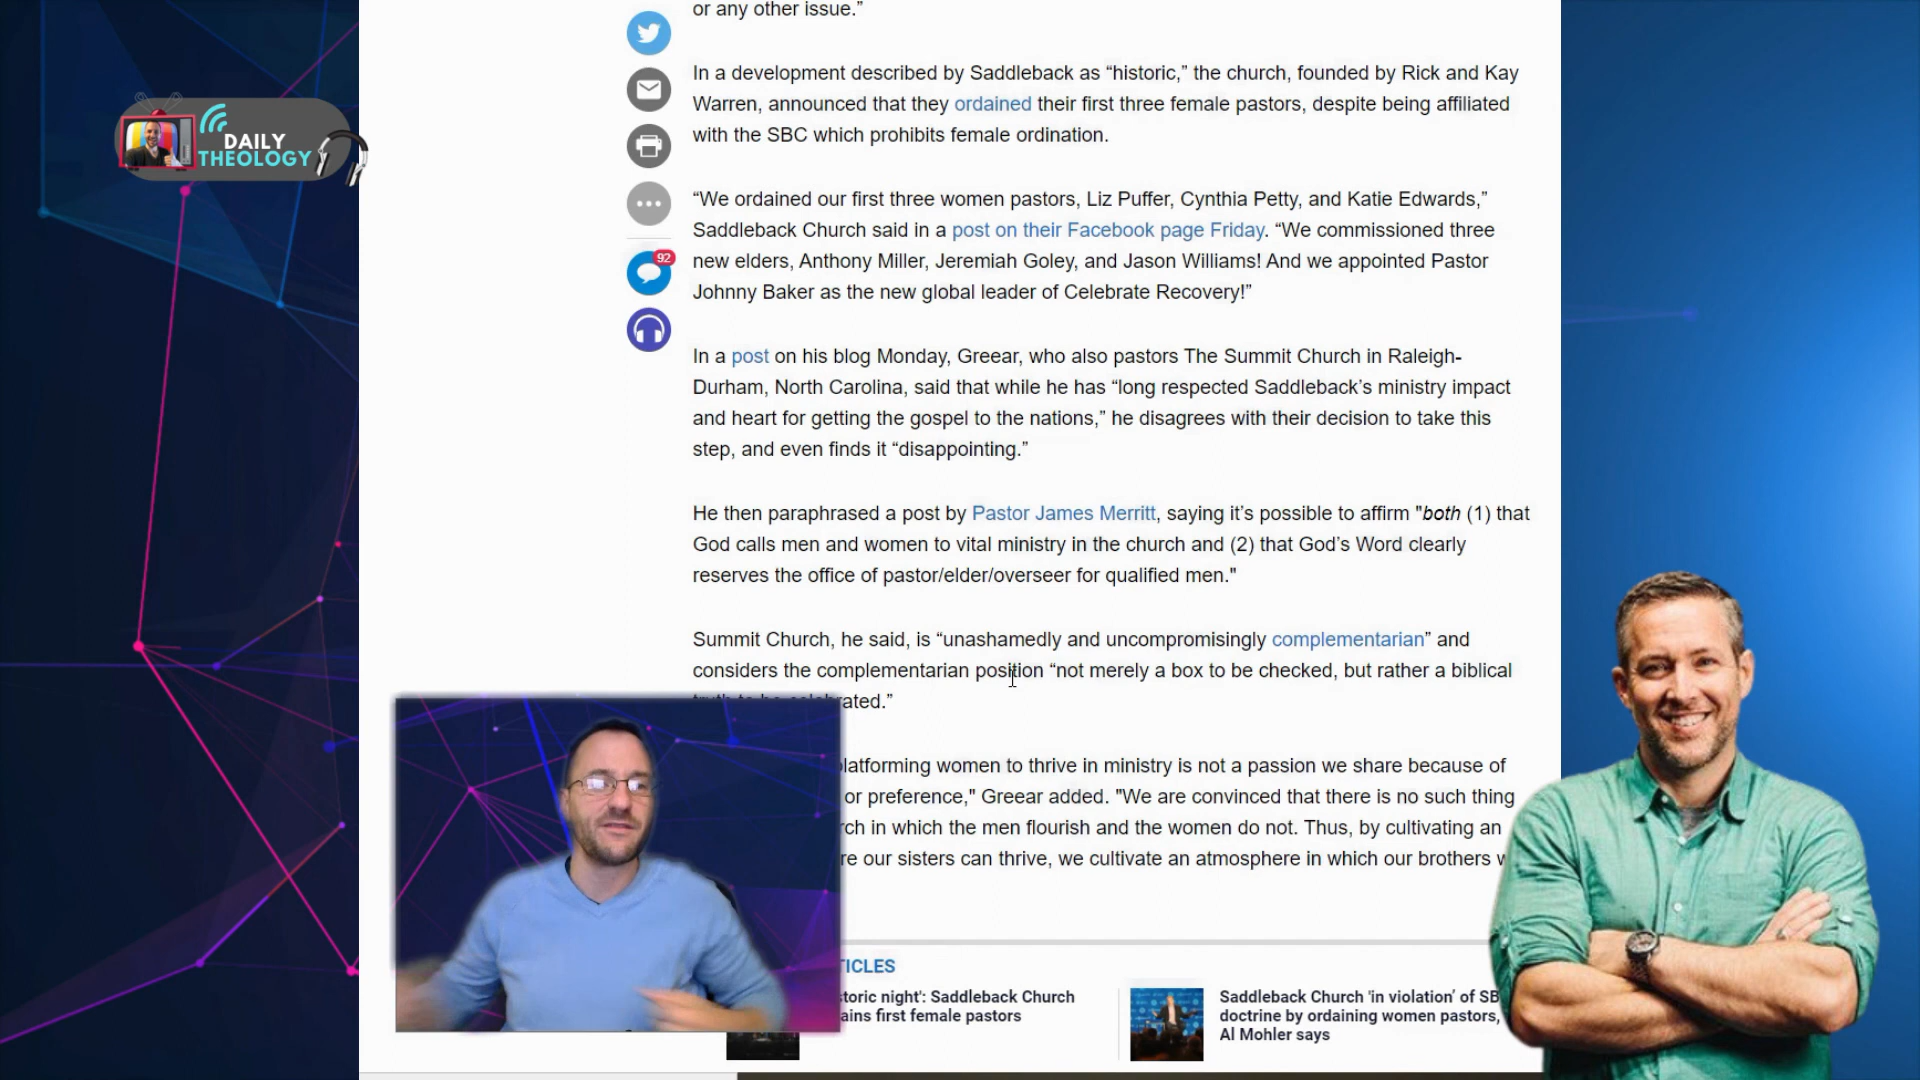 or any other issue.”
In a development described by Saddleback as “historic,” the church, founded by Rick and Kay
Warren, announced that they ordained their first three female pastors, despite being affiliated
with the SBC which prohibits female ordination.
“We ordained our first three women pastors, Liz Puffer, Cynthia Petty, and Katie Edwards,”
Saddleback Church said in a post on their Facebook page Friday. “We commissioned three
new elders, Anthony Miller, Jeremiah Goley, and Jason Williams! And we appointed Pastor
Johnny Baker as the new global leader of Celebrate Recovery!”
In a post on his blog Monday, Greear, who also pastors The Summit Church in Raleigh-
Durham, North Carolina, said that while he has “long respected Saddleback’s ministry impact
and heart for getting the gospel to the nations,” he disagrees with their decision to take this
step, and even finds it “disappointing.”
He then paraphrased a post by Pastor James Merritt, saying it’s possible to affirm "both (1) that
God calls men and women to vital ministry in the church and (2) that God’s Word clearly
reserves the office of pastor/elder/overseer for qualified men."
Summit Church, he said, is “unashamedly and uncompromisingly complementarian” and
considers the complementarian position “not merely a box to be checked, but rather a biblical
rated.”
latforming women to thrive in ministry is not a passion we share because of
or preference," Greear added. "We are convinced that there is no such thing
rch in which the men flourish and the women do not. Thus, by cultivating an
re our sisters can thrive, we cultivate an atmosphere in which our brothers w
TICLES
storic night': Saddleback Church
ains first female pastors
Saddleback Church 'in violation’ of SB
doctrine by ordaining women pastors,
Al Mohler says
92
DAILY
THEOLOGY